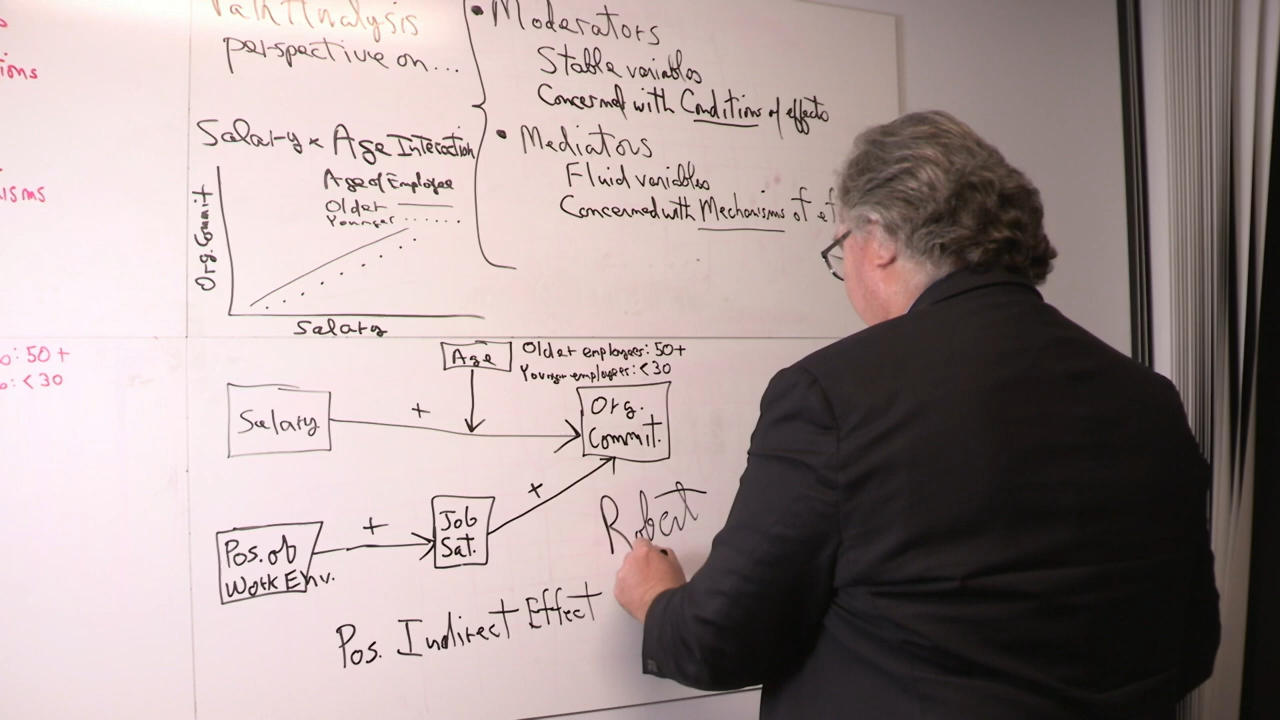 ions
isms
o: 50+
o: <30
Path Analysis
perspective on...
• Moderators
Stable variables
Concerned with Conditions of effects
• Mediators
Fluid variables
Concerned with Mechanisms of ef
Salary × Age Interaction
Age of Employee
Older
Younger
Org. Commit
Salary
Age
Older employees: 50+
Younger employees: <30
Salary
+
Org.
Commit.
Pos. of
Work Env.
+
Job
Sat.
+
Robert
Pos. Indirect Effect